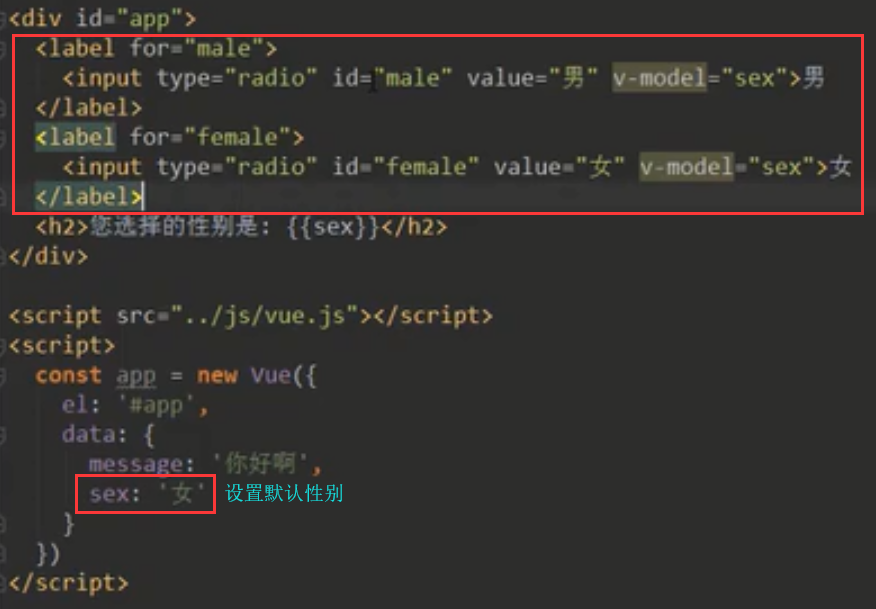 <div id="app">
<label for="male">
<input type="radio" id="male" value="男" v-model="sex">男
</label>
<label for="female">
<input type="radio" id="female" value="女" v-model="sex">女
</label>
<h2>您选择的性别是: {{sex}}</h2>
</div>
<script src="../js/vue.js"></script>
<script>
const app = new Vue({
el: '#app',
data: {
message: '你好啊',
sex: '女' 设置默认性别
}
})
</script>